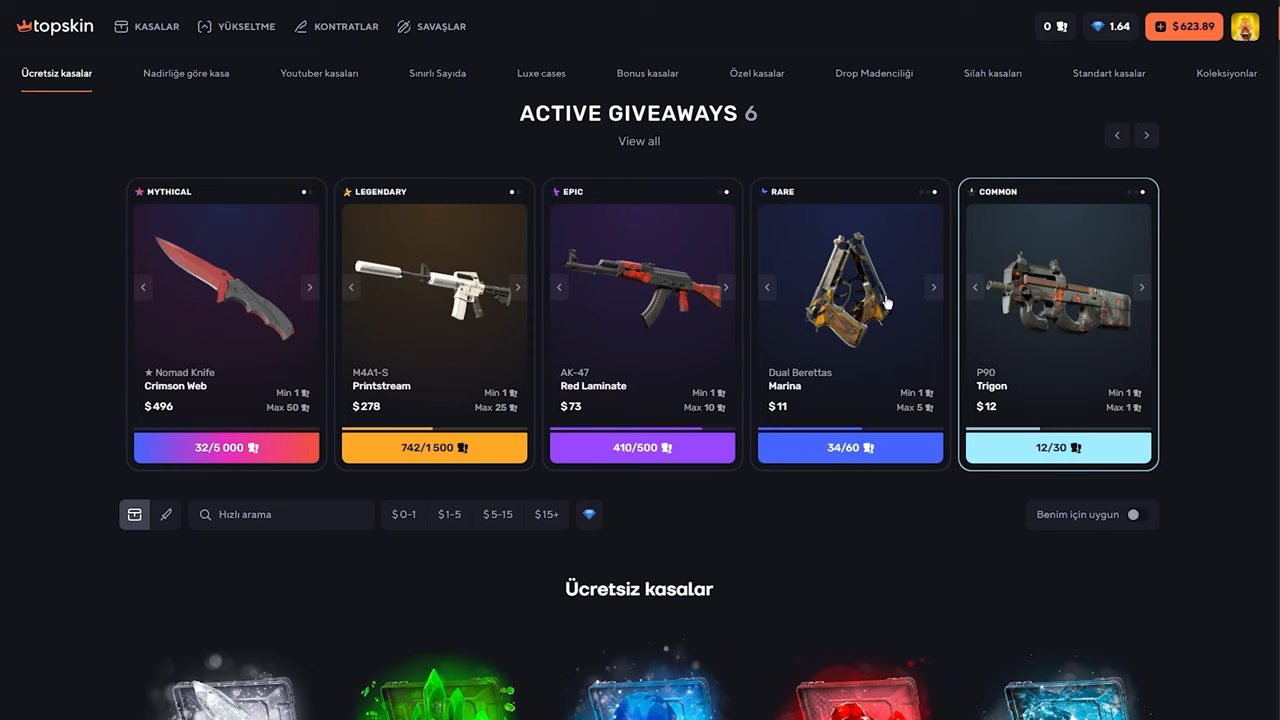 topskin
KASALAR
YÜKSELTME
KONTRATLAR
SAVAŞLAR
0
1.64
$ 623.89
Ücretsiz kasalar
Nadirliğe göre kasa
Youtuber kasaları
Sınırlı Sayıda
Luxe cases
Bonus kasalar
Özel kasalar
Drop Madenciliği
Silah kasaları
Standart kasalar
Koleksiyonlar
ACTIVE GIVEAWAYS 6
View all
MYTHICAL
★ Nomad Knife
Crimson Web
Min 1
$ 496
Max 50
32/5 000
LEGENDARY
M4A1-S
Printstream
Min 1
$ 278
Max 25
742/1 500
EPIC
AK-47
Red Laminate
Min 1
$ 73
Max 10
410/500
RARE
Dual Berettas
Marina
Min 1
$ 11
Max 5
34/60
COMMON
P90
Trigon
Min 1
$ 12
Max 1
12/30
Hızlı arama
$ 0-1
$ 1-5
$ 5-15
$ 15+
Benim için uygun
Ücretsiz kasalar